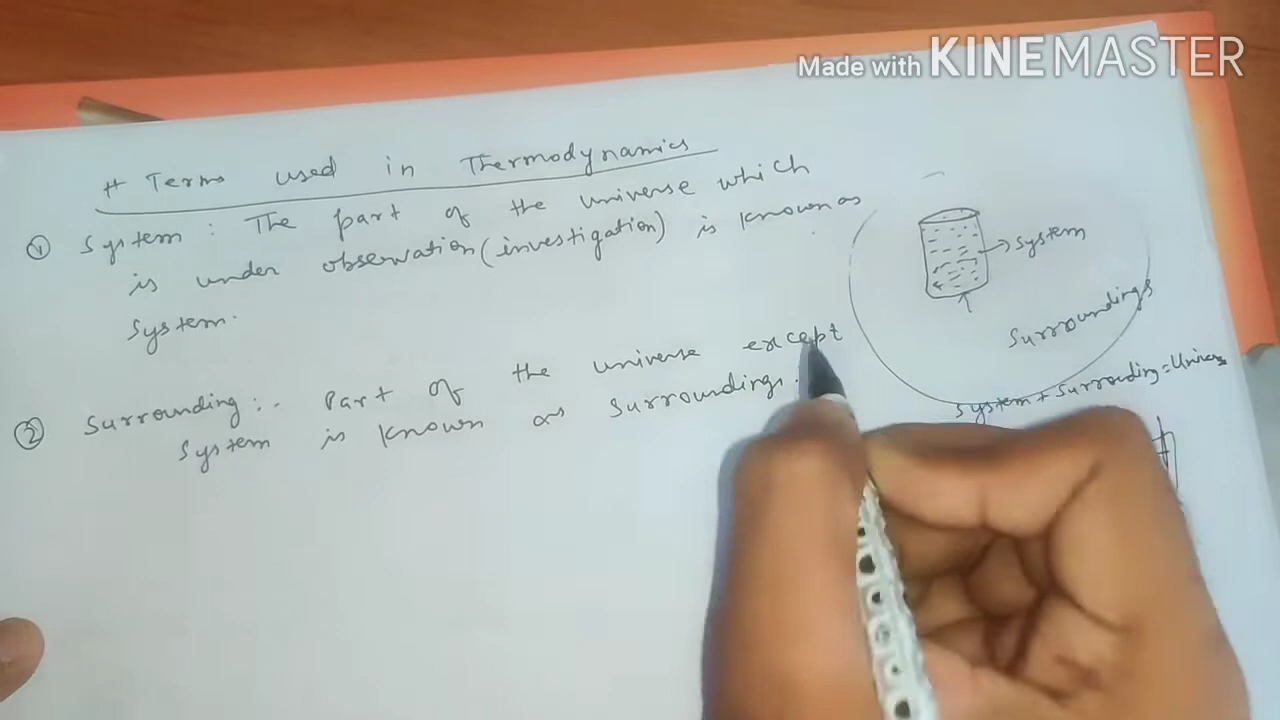 Made with KINEMASTER
# Terms used in Thermodynamics
① System : The part of the universe which
is under observation (investigation) is known as
System.
② Surrounding :- Part of the universe except
System is known as Surroundings.
System
Surroundings
System + Surrounding = Univers